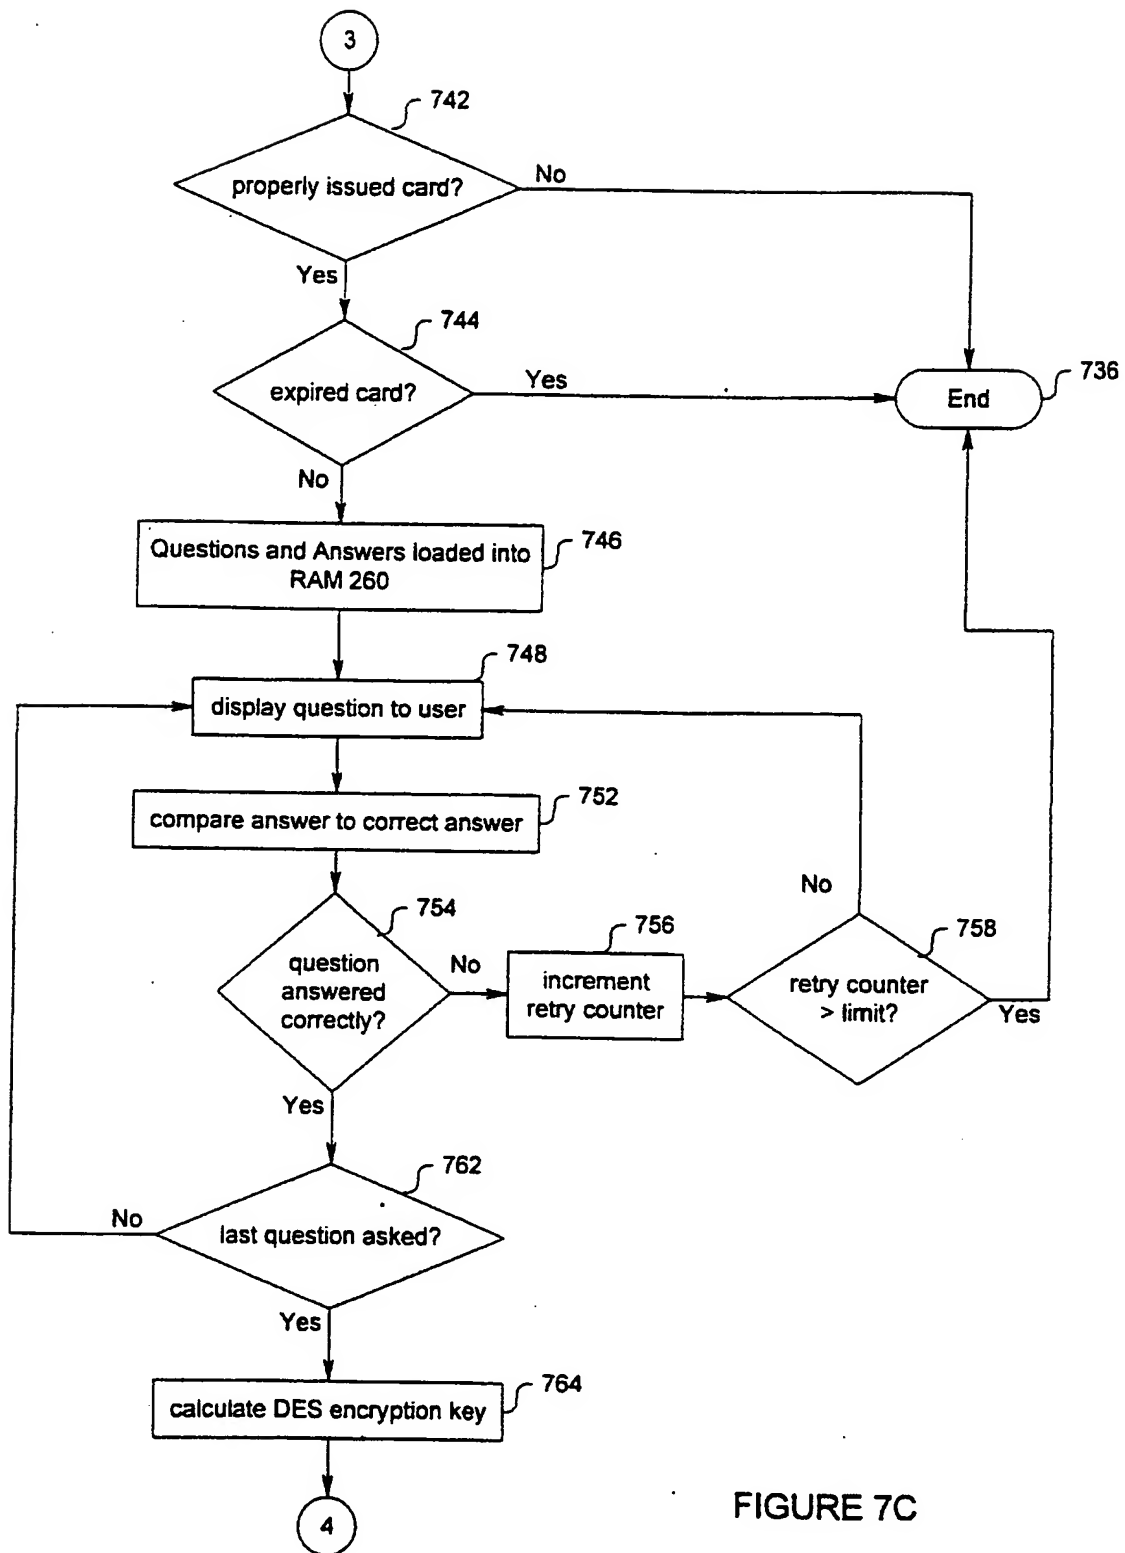 3
742
properly issued card?
No
Yes
744
expired card?
Yes
736
End
No
746
Questions and Answers loaded into
RAM 260
748
display question to user
752
compare answer to correct answer
No
754
756
758
question
answered
correctly?
No
increment
retry counter
retry counter
> limit?
Yes
Yes
762
last question asked?
No
Yes
764
calculate DES encryption key
4
FIGURE 7C